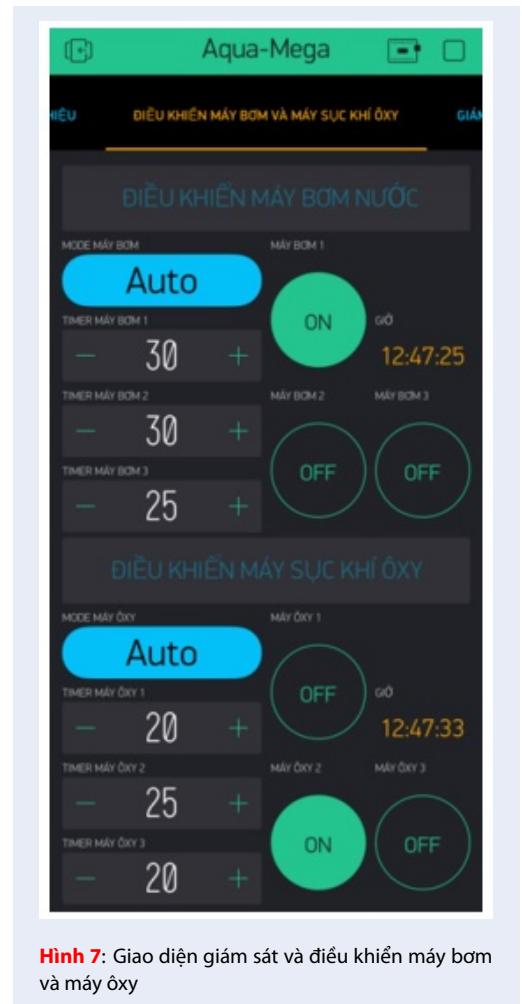 Aqua-Mega
HIỆU ĐIỀU KHIỂN MÁY BƠM VÀ MÁY SỤC KHÍ ÔXY GIÁM
ĐIỀU KHIỂN MÁY BƠM NƯỚC
MODE MÁY BƠM MÁY BƠM 1
Auto
ON
TIMER MÁY BƠM 1 GIỜ
− 30 + 12:47:25
TIMER MÁY BƠM 2 MÁY BƠM 2 MÁY BƠM 3
− 30 +
OFF OFF
TIMER MÁY BƠM 3
− 25 +
ĐIỀU KHIỂN MÁY SỤC KHÍ ÔXY
MODE MÁY ÔXY MÁY ÔXY 1
Auto
OFF
TIMER MÁY ÔXY 1 GIỜ
− 20 + 12:47:33
TIMER MÁY ÔXY 2 MÁY ÔXY 2 MÁY ÔXY 3
− 25 +
ON OFF
TIMER MÁY ÔXY 3
− 20 +
Hình 7: Giao diện giám sát và điều khiển máy bơm
và máy ôxy